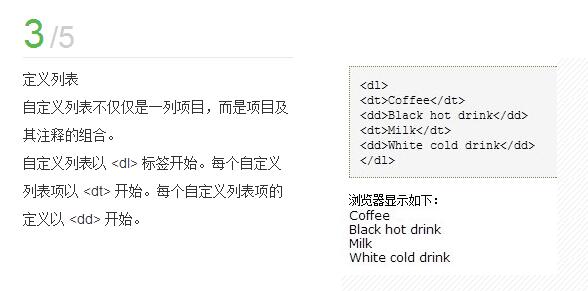 3/5
定义列表
自定义列表不仅仅是一列项目，而是项目及
其注释的组合。
自定义列表以 <dl> 标签开始。每个自定义
列表项以 <dt> 开始。每个自定义列表项的
定义以 <dd> 开始。
<dl>
<dt>Coffee</dt>
<dd>Black hot drink</dd>
<dt>Milk</dt>
<dd>White cold drink</dd>
</dl>
浏览器显示如下：
Coffee
Black hot drink
Milk
White cold drink